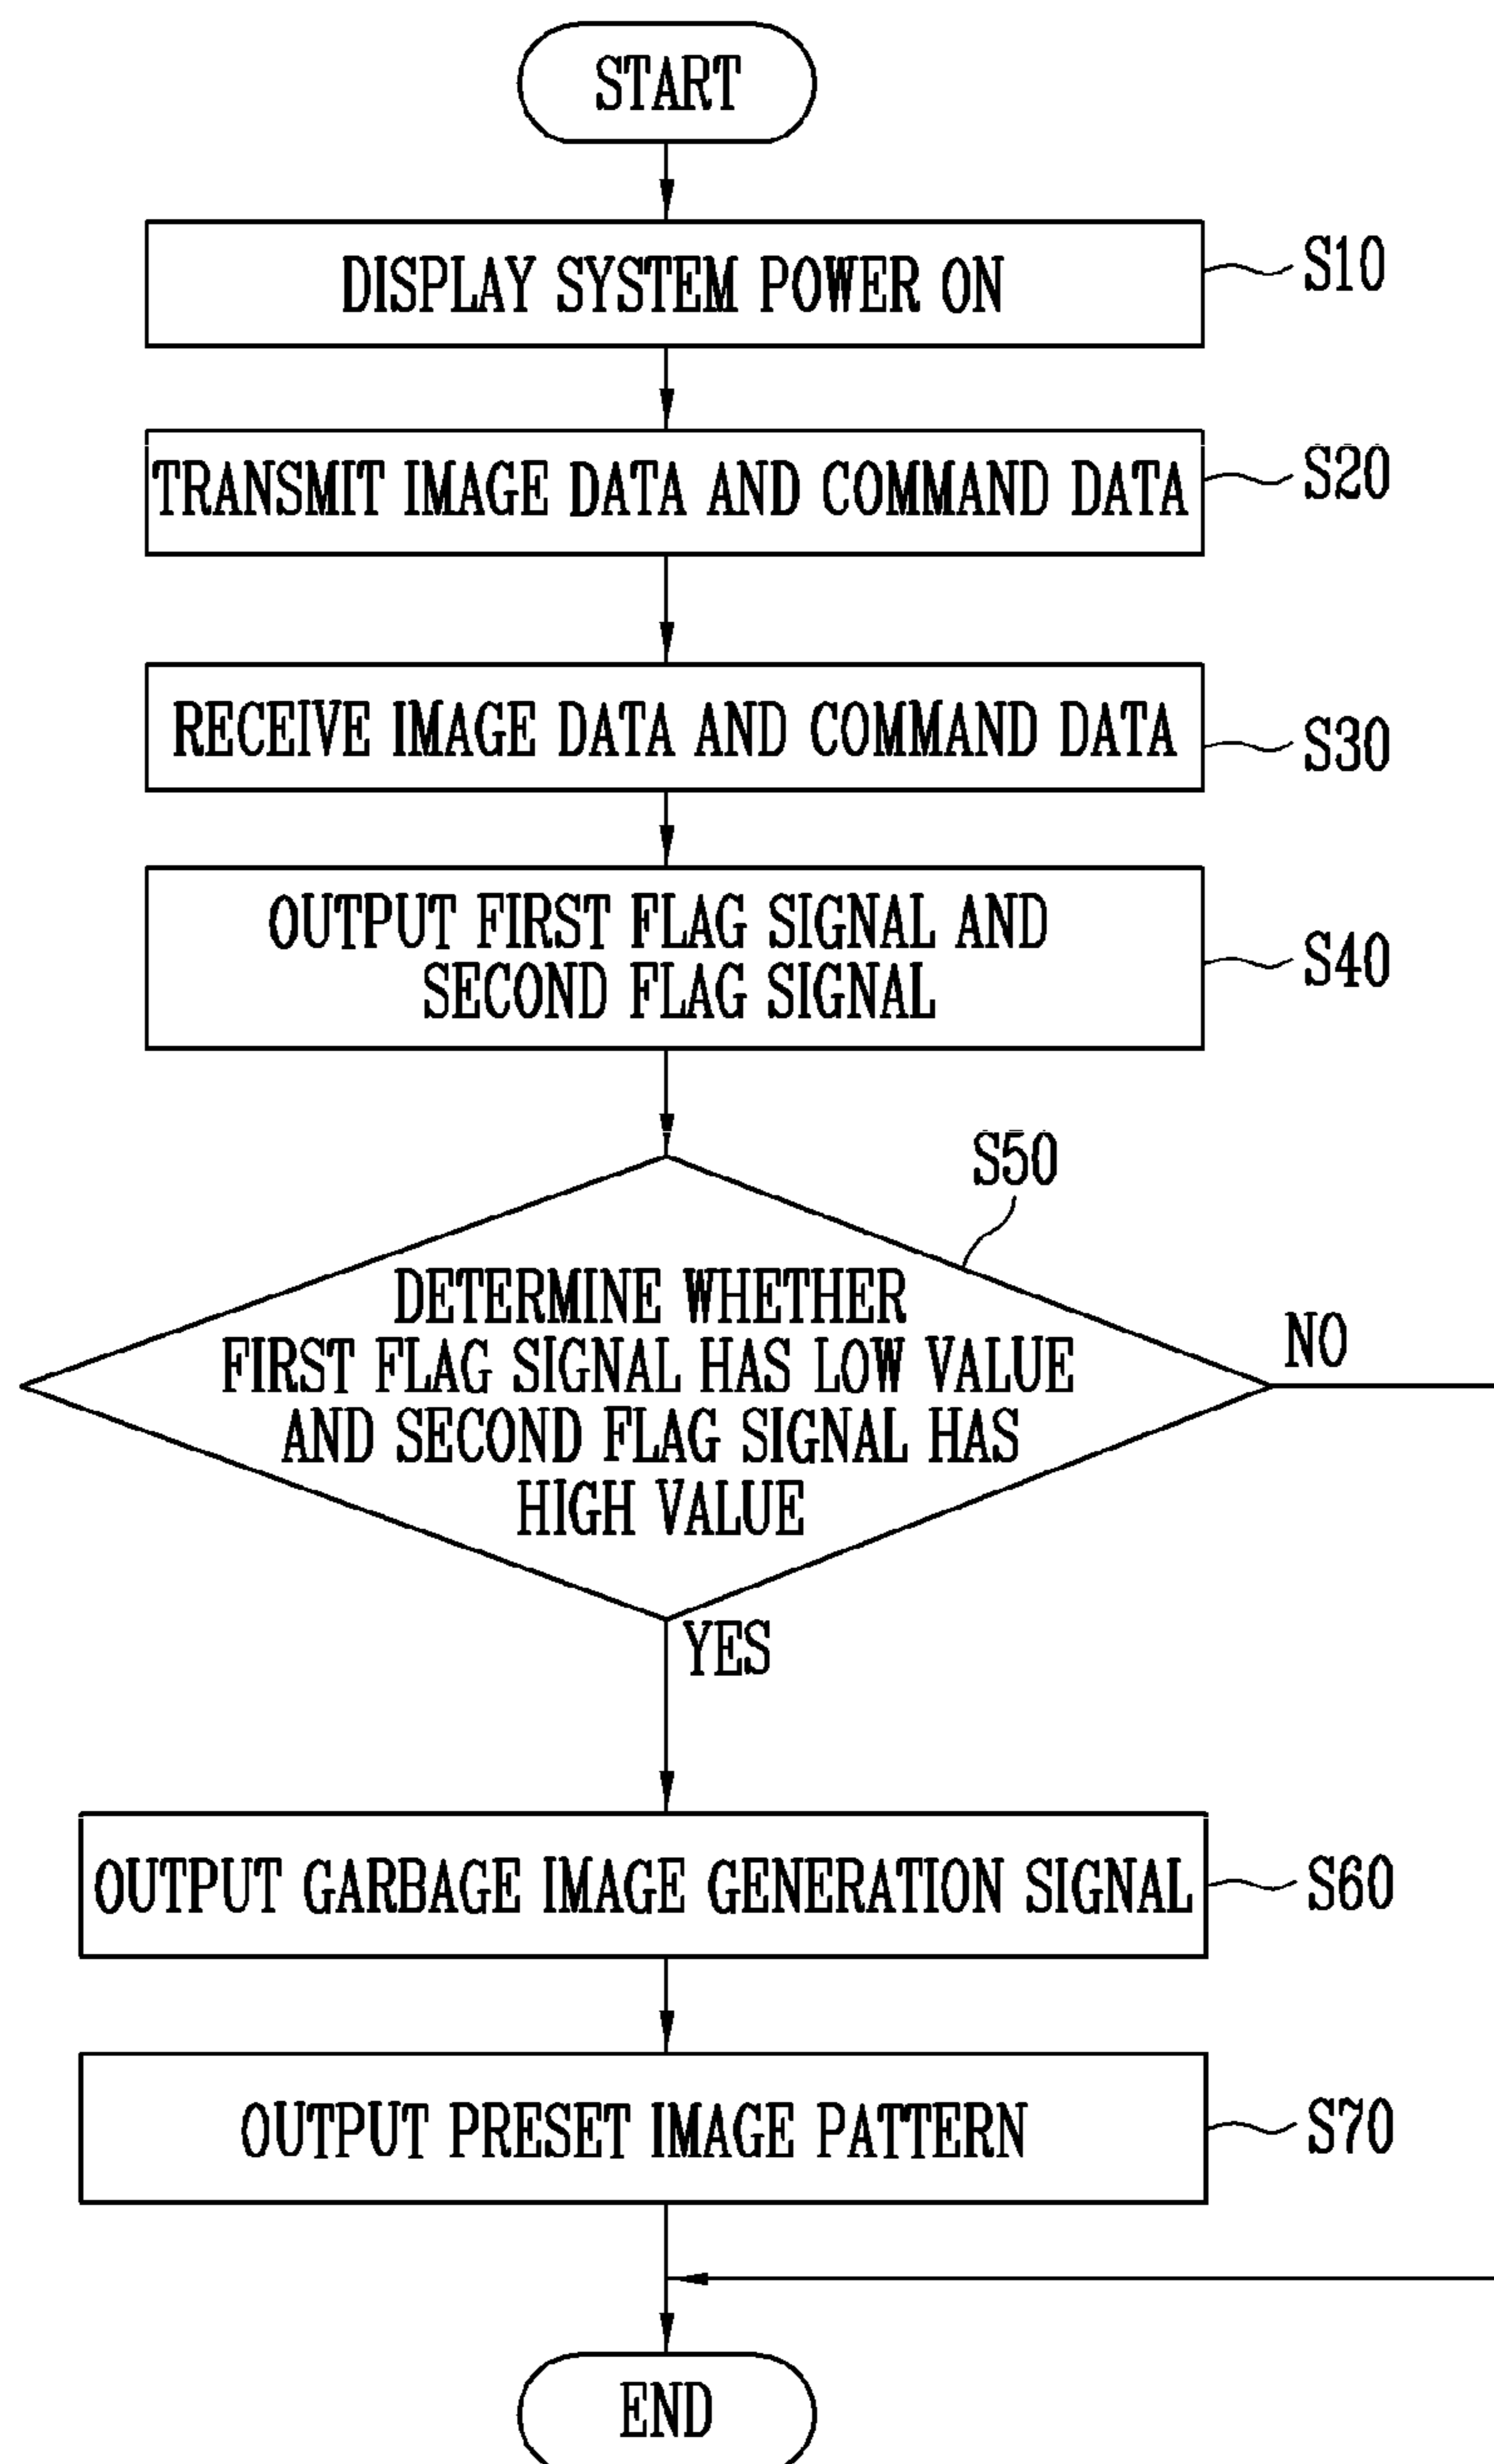 START
DISPLAY SYSTEM POWER ON
S10
TRANSMIT IMAGE DATA AND COMMAND DATA
S20
RECEIVE IMAGE DATA AND COMMAND DATA
S30
OUTPUT FIRST FLAG SIGNAL AND
SECOND FLAG SIGNAL
S40
S50
DETERMINE WHETHER
FIRST FLAG SIGNAL HAS LOW VALUE
AND SECOND FLAG SIGNAL HAS
HIGH VALUE
NO
YES
OUTPUT GARBAGE IMAGE GENERATION SIGNAL
S60
OUTPUT PRESET IMAGE PATTERN
S70
END